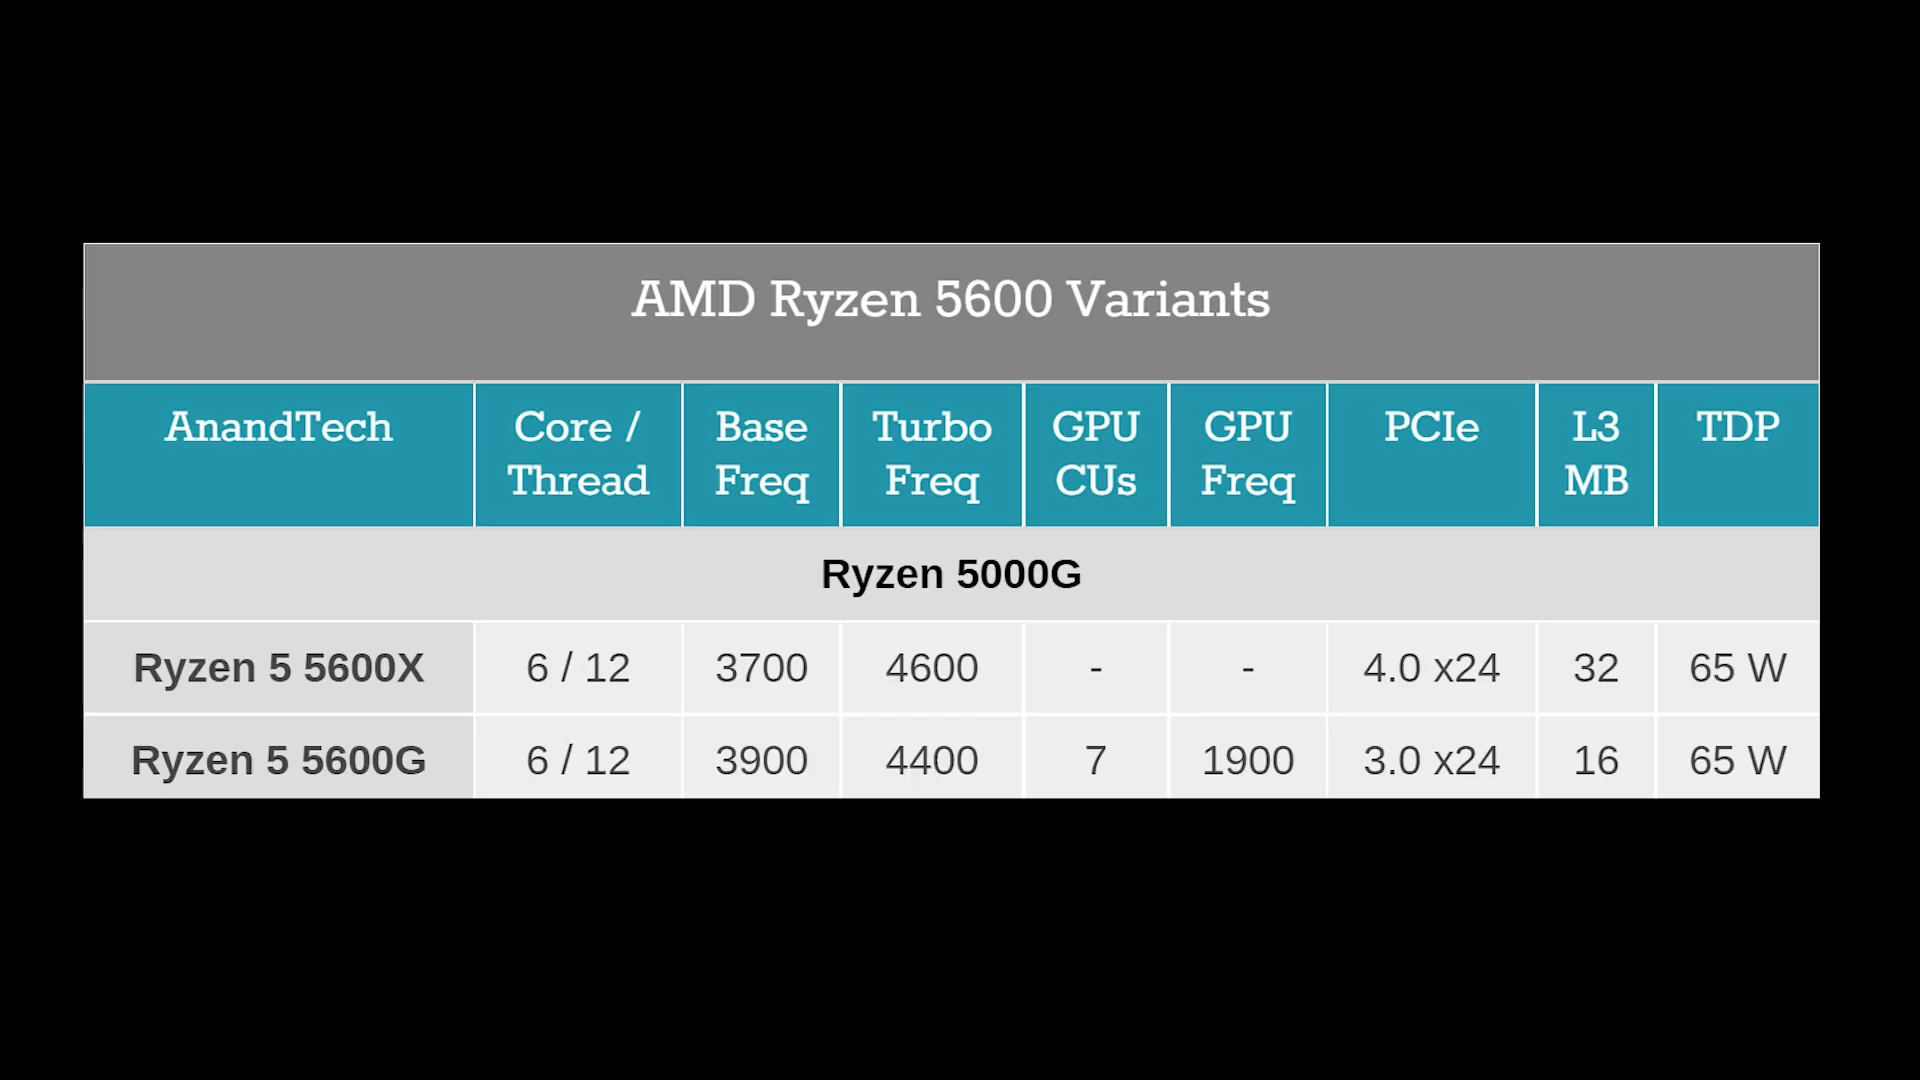 AMD Ryzen 5600 Variants
AnandTech Core / Thread Base Freq Turbo Freq GPU CUs GPU Freq PCIe L3 MB TDP
Ryzen 5000G
Ryzen 5 5600X 6 / 12 3700 4600 - - 4.0 x24 32 65 W
Ryzen 5 5600G 6 / 12 3900 4400 7 1900 3.0 x24 16 65 W